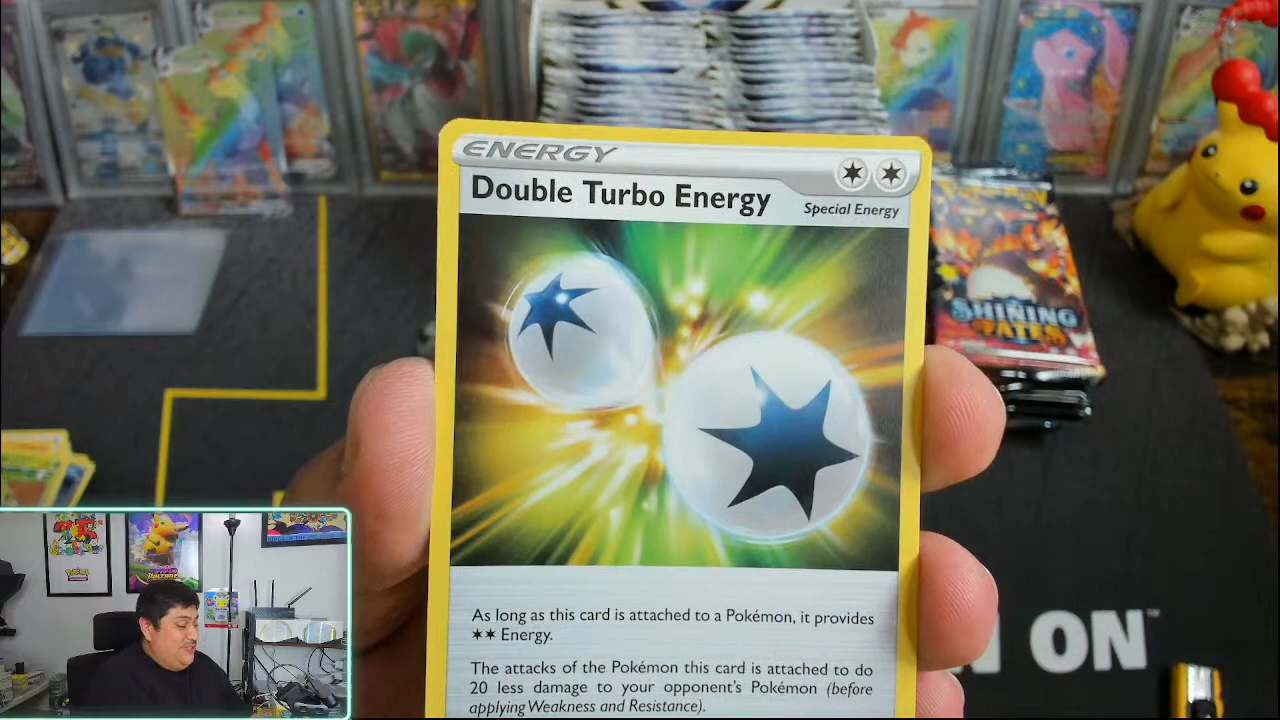 ENERGY
Double Turbo Energy
Special Energy
As long as this card is attached to a Pokémon, it provides
Energy.
The attacks of the Pokémon this card is attached to do
20 less damage to your opponent's Pokémon (before
applying Weakness and Resistance).
SHINING
FATES
ON™